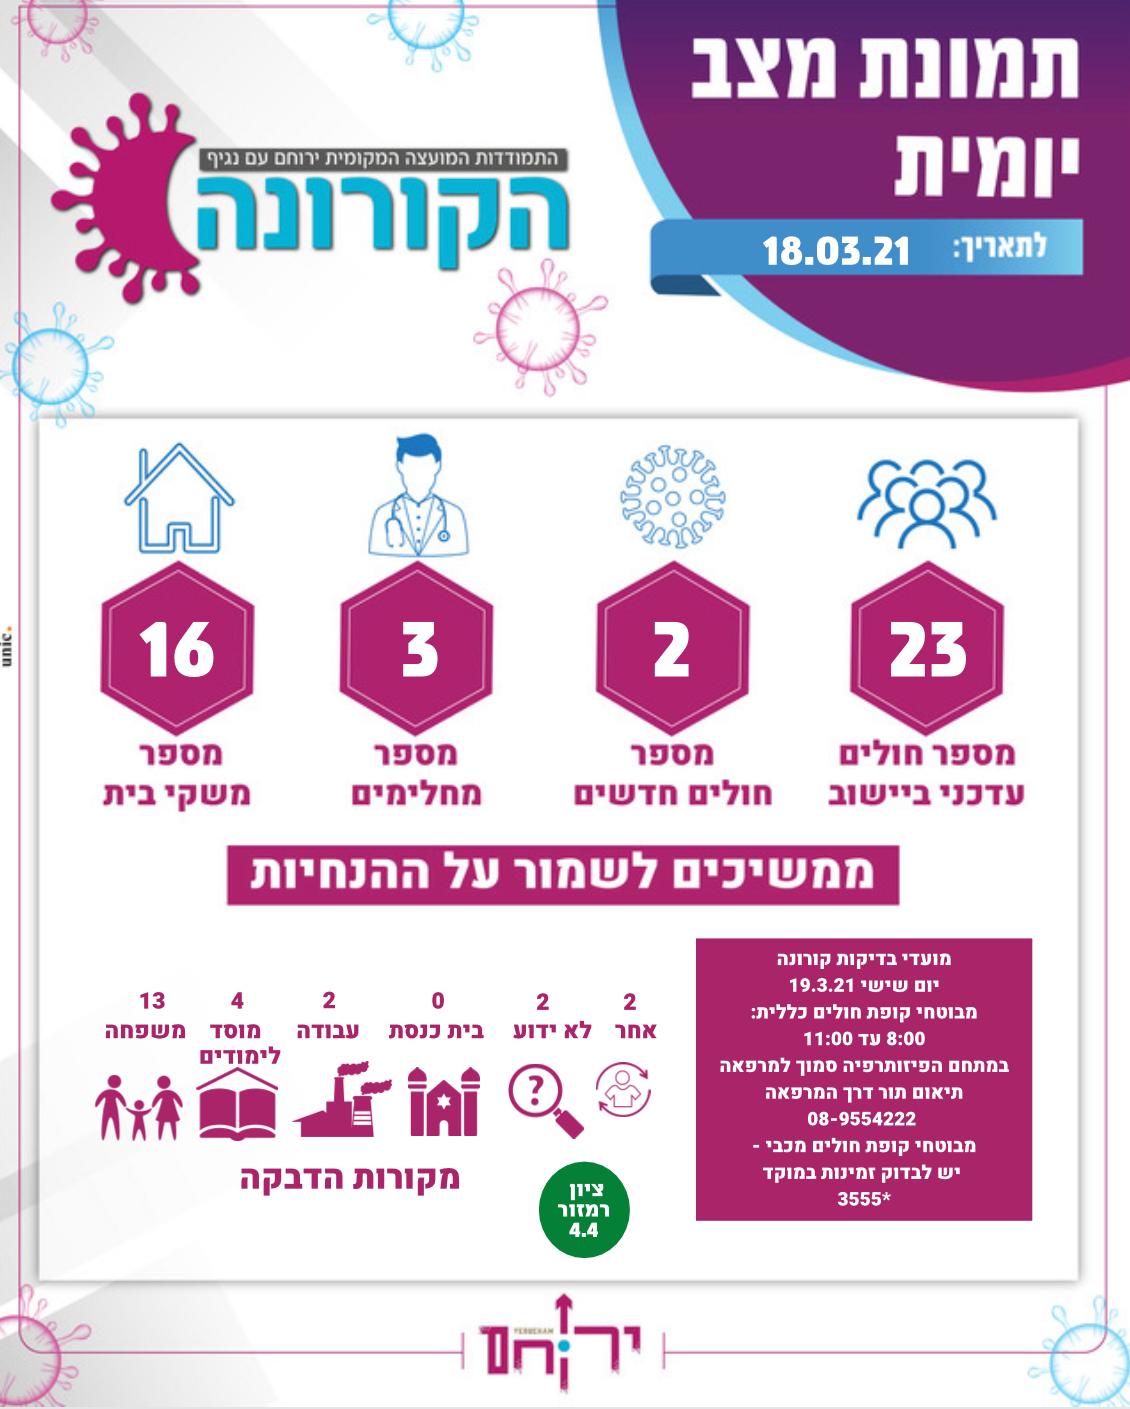 תמונת מצב
יומית
לתאריך: 18.03.21
התמודדות המועצה המקומית ירוחם עם נגיף
הקורונה
23
מספר חולים
עדכני ביישוב
2
מספר
חולים חדשים
3
מספר
מחלימים
16
מספר
משקי בית
ממשיכים לשמור על ההנחיות
מועדי בדיקות קורונה
יום שישי 19.3.21
מבוטחי קופת חולים כללית:
8:00 עד 11:00
במתחם הפיזותרפיה סמוך למרפאה
תיאום תור דרך המרפאה
08-9554222
מבוטחי קופת חולים מכבי -
יש לבדוק זמינות במוקד
3555*
2
אחר
2
לא ידוע
0
בית כנסת
2
עבודה
4
מוסד
לימודים
13
משפחה
?
מקורות הדבקה
ציון
רמזור
4.4
ירוחם
YERUHAM
unic.